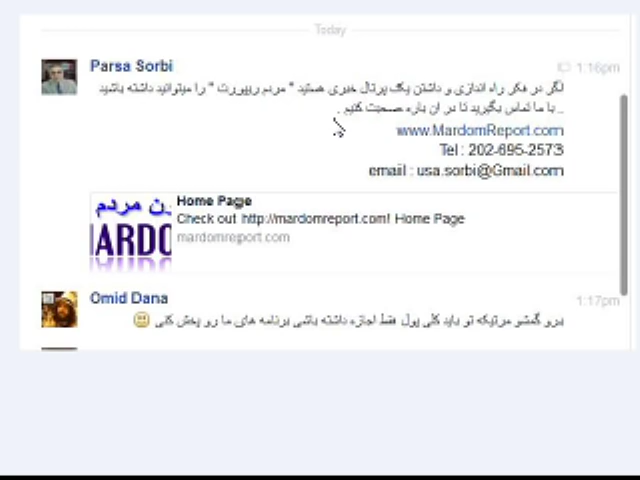 Today
Parsa Sorbi
1:16pm
اگر در فکر راه اندازی و داشتن یک پرتال خبری هستید " مردم ریپررت " را میتوانید داشته باشید
.. با ما تماس بگیرید تا در ان باره صحبت کنیم .
www.MardomReport.com
Tel : 202-695-2573
email : usa.sorbi@Gmail.com
ن مردم
MARDO
Home Page
Check out http://mardomreport.com! Home Page
mardomreport.com
Omid Dana
1:17pm
برو گمشو مرتیکه تو باید کلی پول فقط اجازه داشته باشی برنامه های ما رو پخش کنی